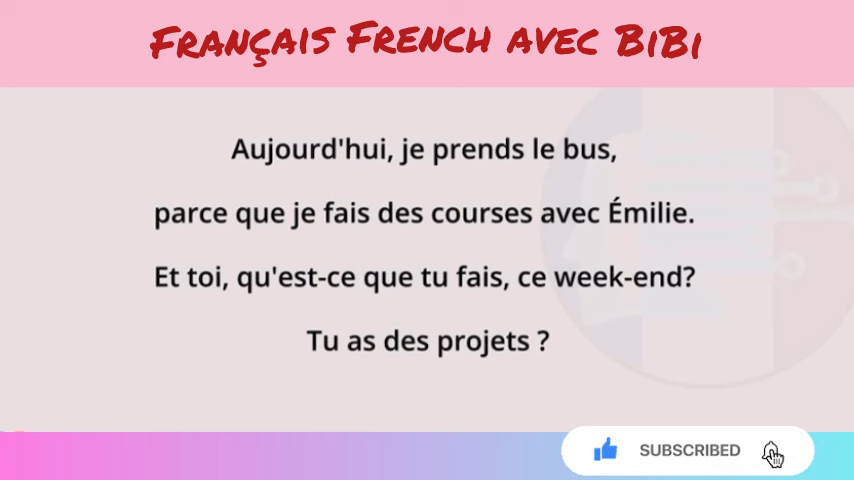 Français French avec BiBi
Aujourd'hui, je prends le bus,
parce que je fais des courses avec Émilie.
Et toi, qu'est-ce que tu fais, ce week-end?
Tu as des projets ?
SUBSCRIBED